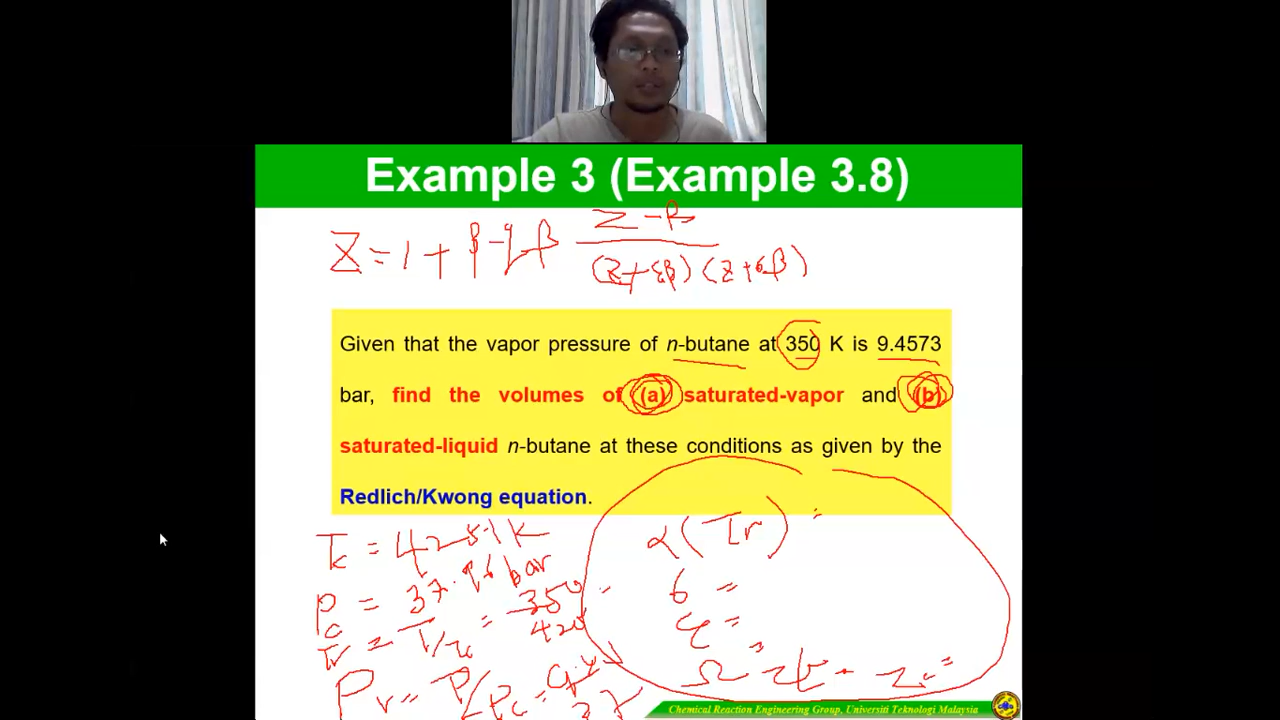 Example 3 (Example 3.8)
Z = 1 + β - qβ (Z - β) / (Z + εβ)(Z + σβ)
Given that the vapor pressure of n-butane at 350 K is 9.4573
bar, find the volumes of (a) saturated-vapor and (b)
saturated-liquid n-butane at these conditions as given by the
Redlich/Kwong equation.
Tc = 425.1 K
Pc = 37.96 bar
Tr = T/Tc = 350
Pr = P/Pc =
α(Tr) =
σ =
ε =
Ω =
Zc =
Chemical Reaction Engineering Group, Universiti Teknologi Malaysia